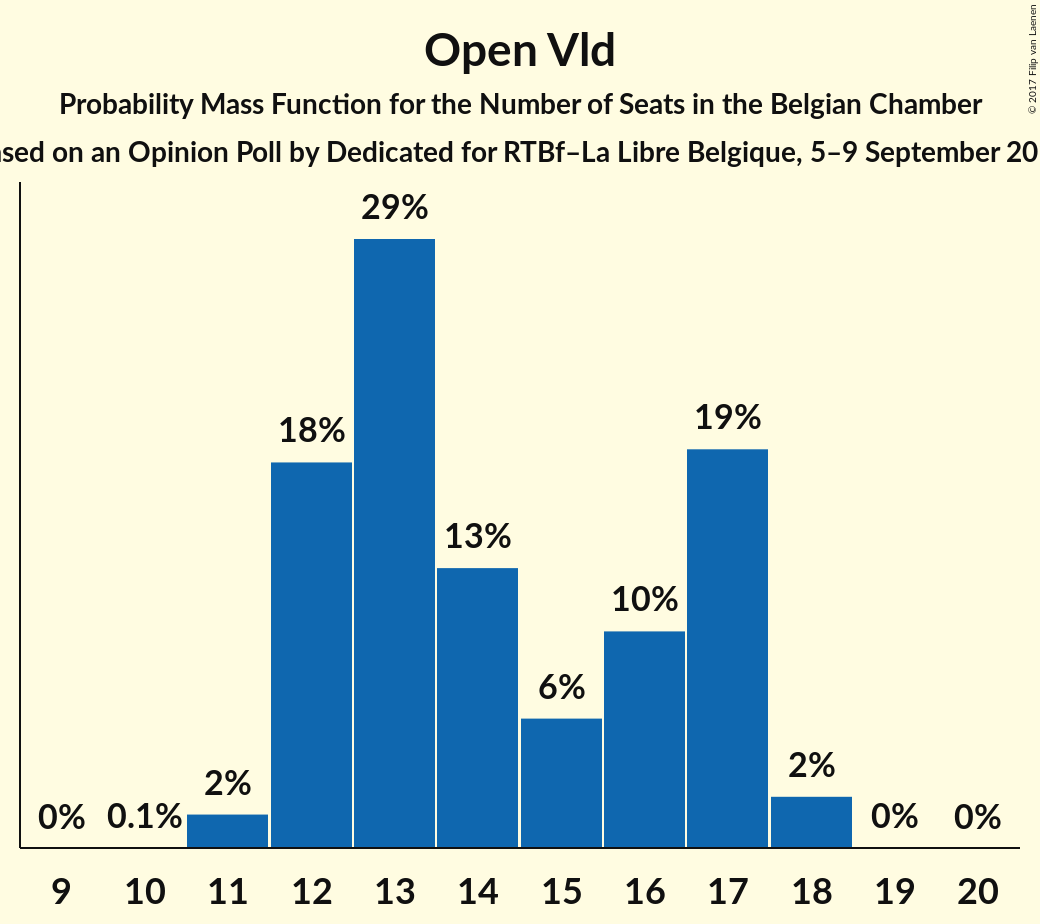 Open Vld
Probability Mass Function for the Number of Seats in the Belgian Chamber
on an Opinion Poll by Dedicated for RTBf–La Libre Belgique, 5–9 September
© 2017 Filip van Laenen
29%
19%
18%
13%
10%
6%
2%
2%
0% 0.1% 0% 0%
9 10 11 12 13 14 15 16 17 18 19 20